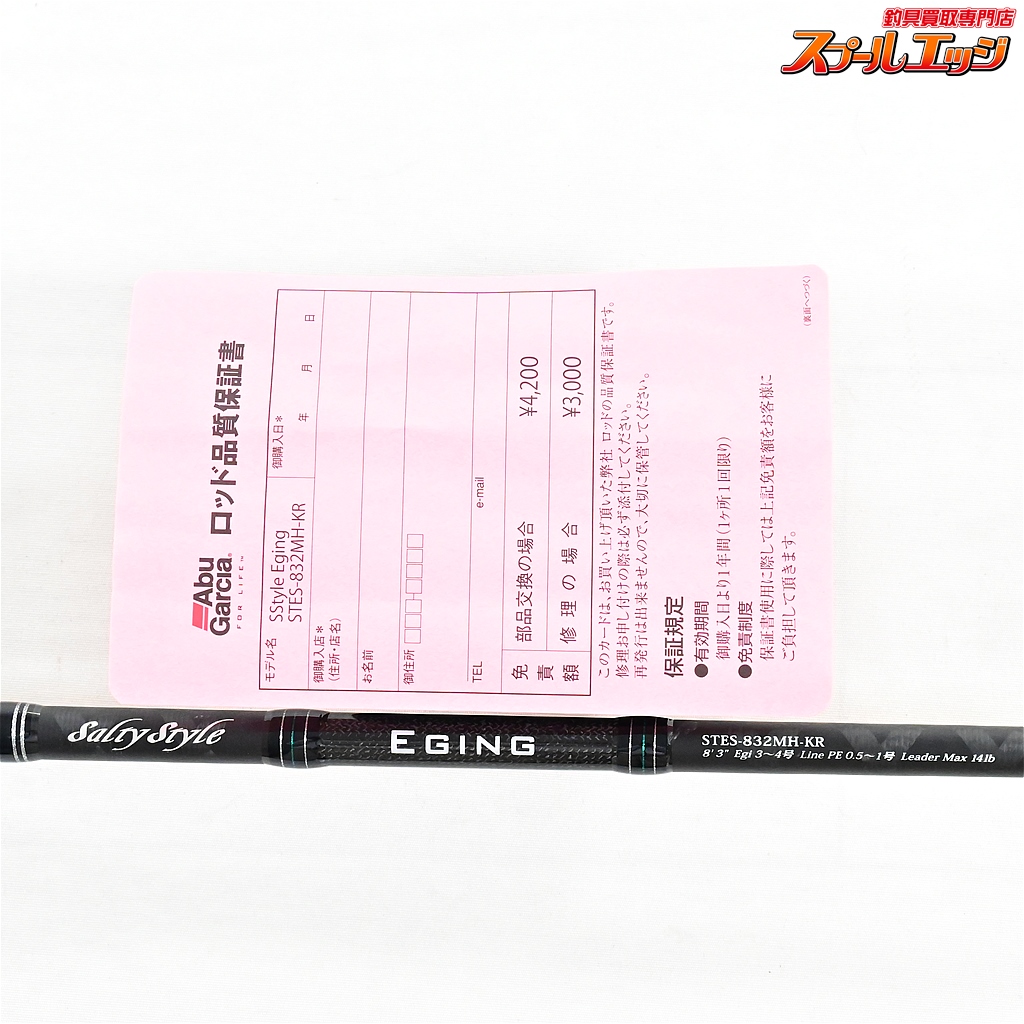 釣具買取専門店
スプールエッジ
Abu
Garcia®
FOR LIFE™
ロッド品質保証書
モデル名
SStyle Eging
STES-832MH-KR
御購入日*
年 月 日
御購入店*
(住所・店名)
お名前
御住所
TEL
e-mail
免責額
部品交換の場合 ¥4,200
修理の場合 ¥3,000
このカードは、お買い上げ頂いた弊社 ロッドの品質保証書です。
修理お申し付けの際は必ず添付してください。
再発行は出来ませんので、大切に保管してください。
保証規定
●有効期間
御購入日より1年間(1ヶ所1回限り)
●免責制度
保証書使用に際しては上記免責額をお客様に
ご負担して頂きます。
(裏面へつづく)
Salty Style
EGING
STES-832MH-KR
8'3" Egi 3～4号 Line PE 0.5～1号 Leader Max 14lb